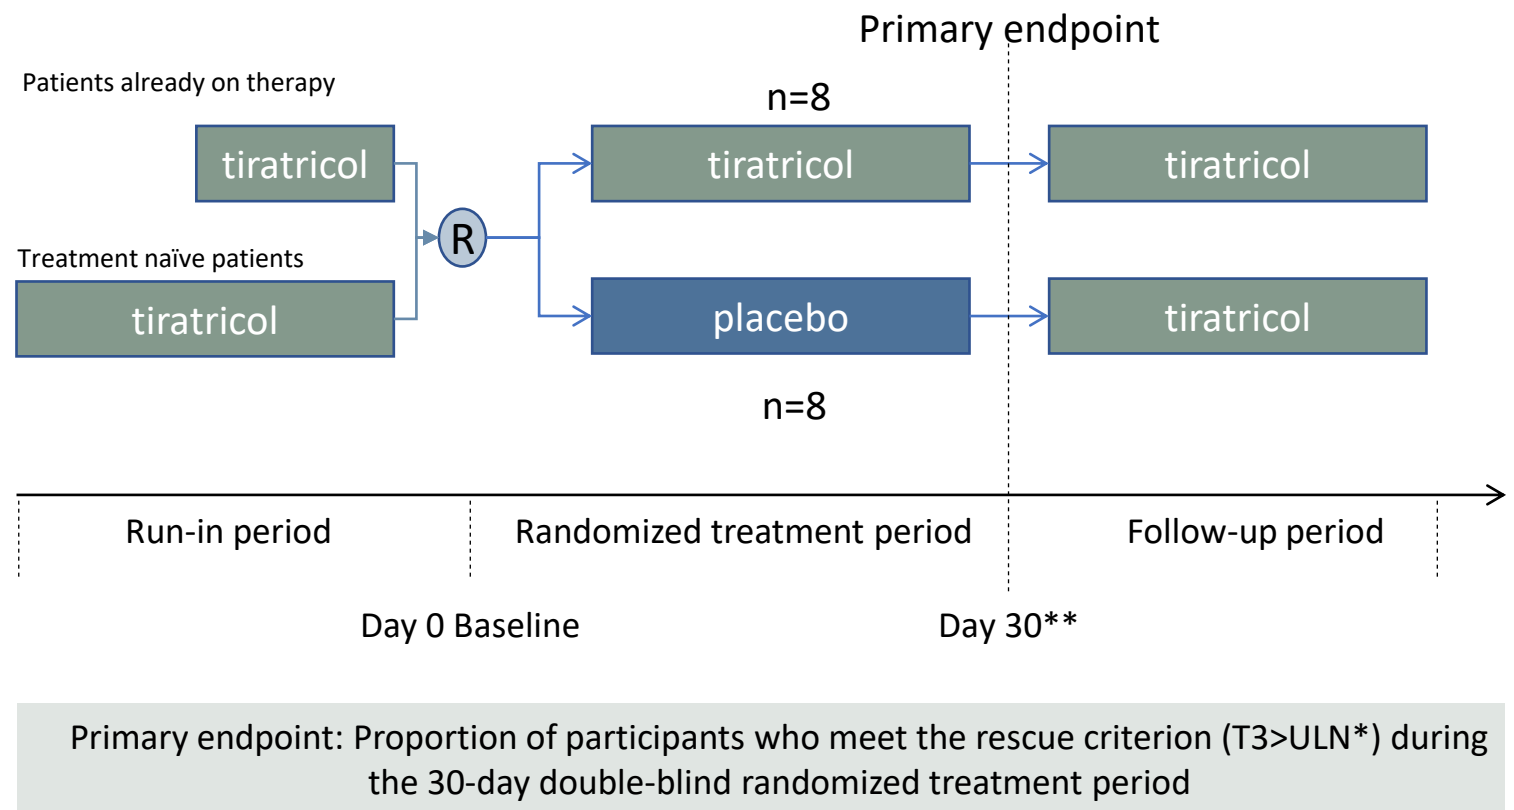 Primary endpoint
Patients already on therapy
n=8
tiratricol
tiratricol
tiratricol
R
Treatment naïve patients
tiratricol
placebo
tiratricol
n=8
Run-in period
Randomized treatment period
Follow-up period
Day 0 Baseline
Day 30**
Primary endpoint: Proportion of participants who meet the rescue criterion (T3>ULN*) during
the 30-day double-blind randomized treatment period